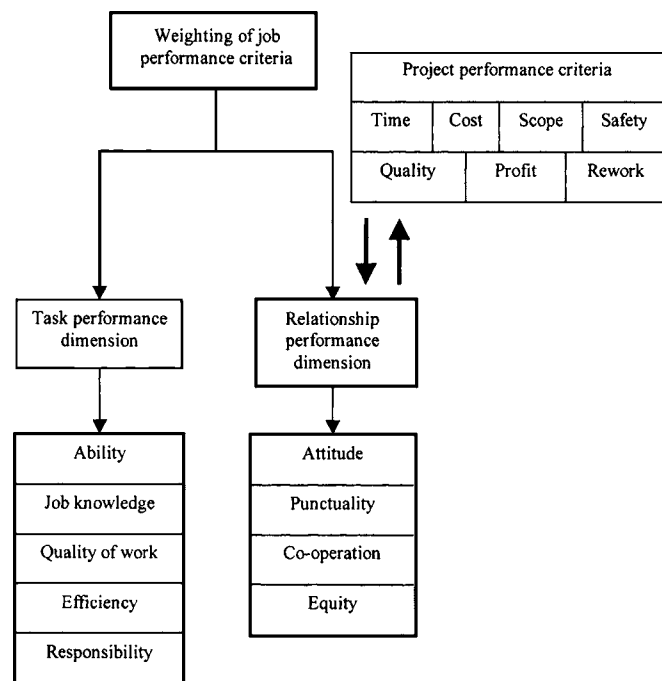 Weighting of job
performance criteria
Project performance criteria
Time Cost Scope Safety
Quality Profit Rework
Task performance
dimension
Relationship
performance
dimension
Ability
Job knowledge
Quality of work
Efficiency
Responsibility
Attitude
Punctuality
Co-operation
Equity